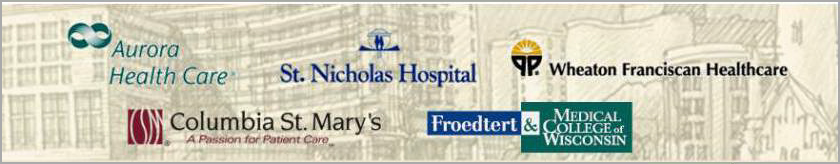 Aurora
Health Care®
St. Nicholas Hospital
Wheaton Franciscan Healthcare
Columbia St. Mary's
A Passion for Patient Care
Froedtert & MEDICAL
COLLEGE of
WISCONSIN